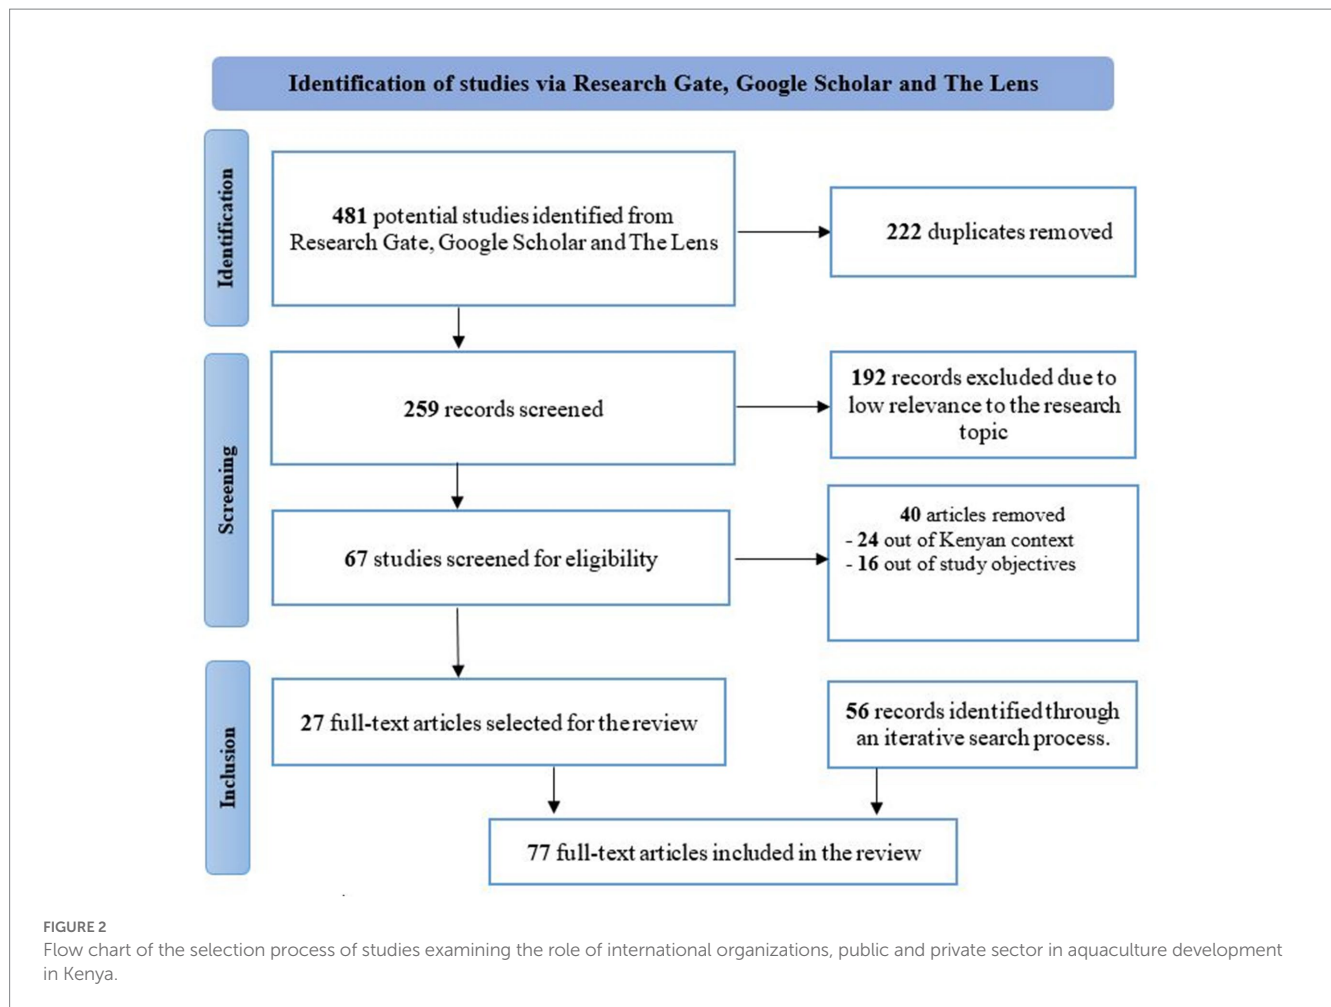 Identification of studies via Research Gate, Google Scholar and The Lens
Identification
481 potential studies identified from
Research Gate, Google Scholar and The Lens
222 duplicates removed
Screening
259 records screened
192 records excluded due to
low relevance to the research
topic
67 studies screened for eligibility
40 articles removed
- 24 out of Kenyan context
- 16 out of study objectives
Inclusion
27 full-text articles selected for the review
56 records identified through
an iterative search process.
77 full-text articles included in the review
FIGURE 2
Flow chart of the selection process of studies examining the role of international organizations, public and private sector in aquaculture development
in Kenya.